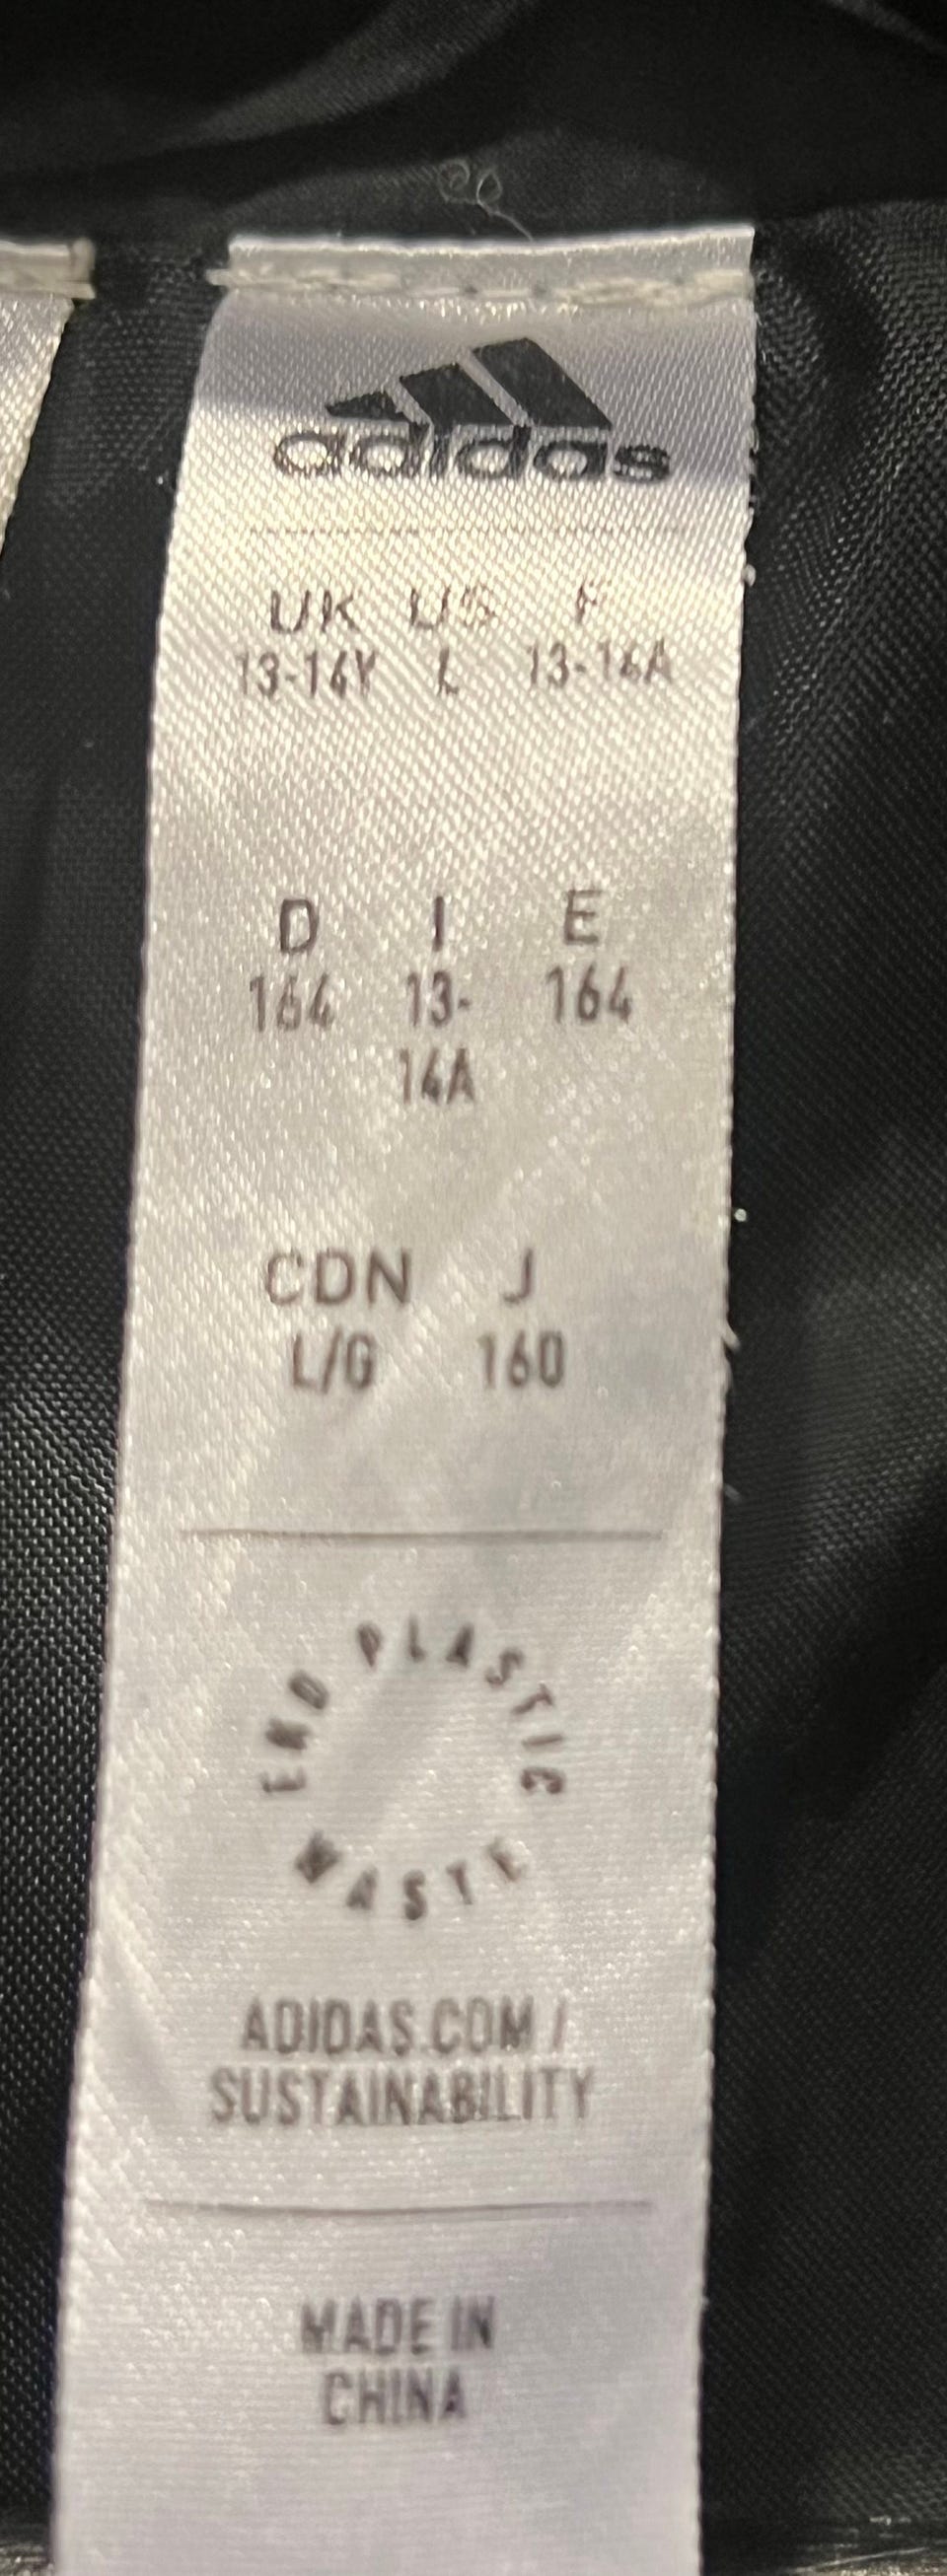 adidas
UK US F
13-14Y L 13-14A
D I E
164 13- 164
14A
CDN J
L/G 160
END PLASTIC WASTE
ADIDAS.COM /
SUSTAINABILITY
MADE IN
CHINA